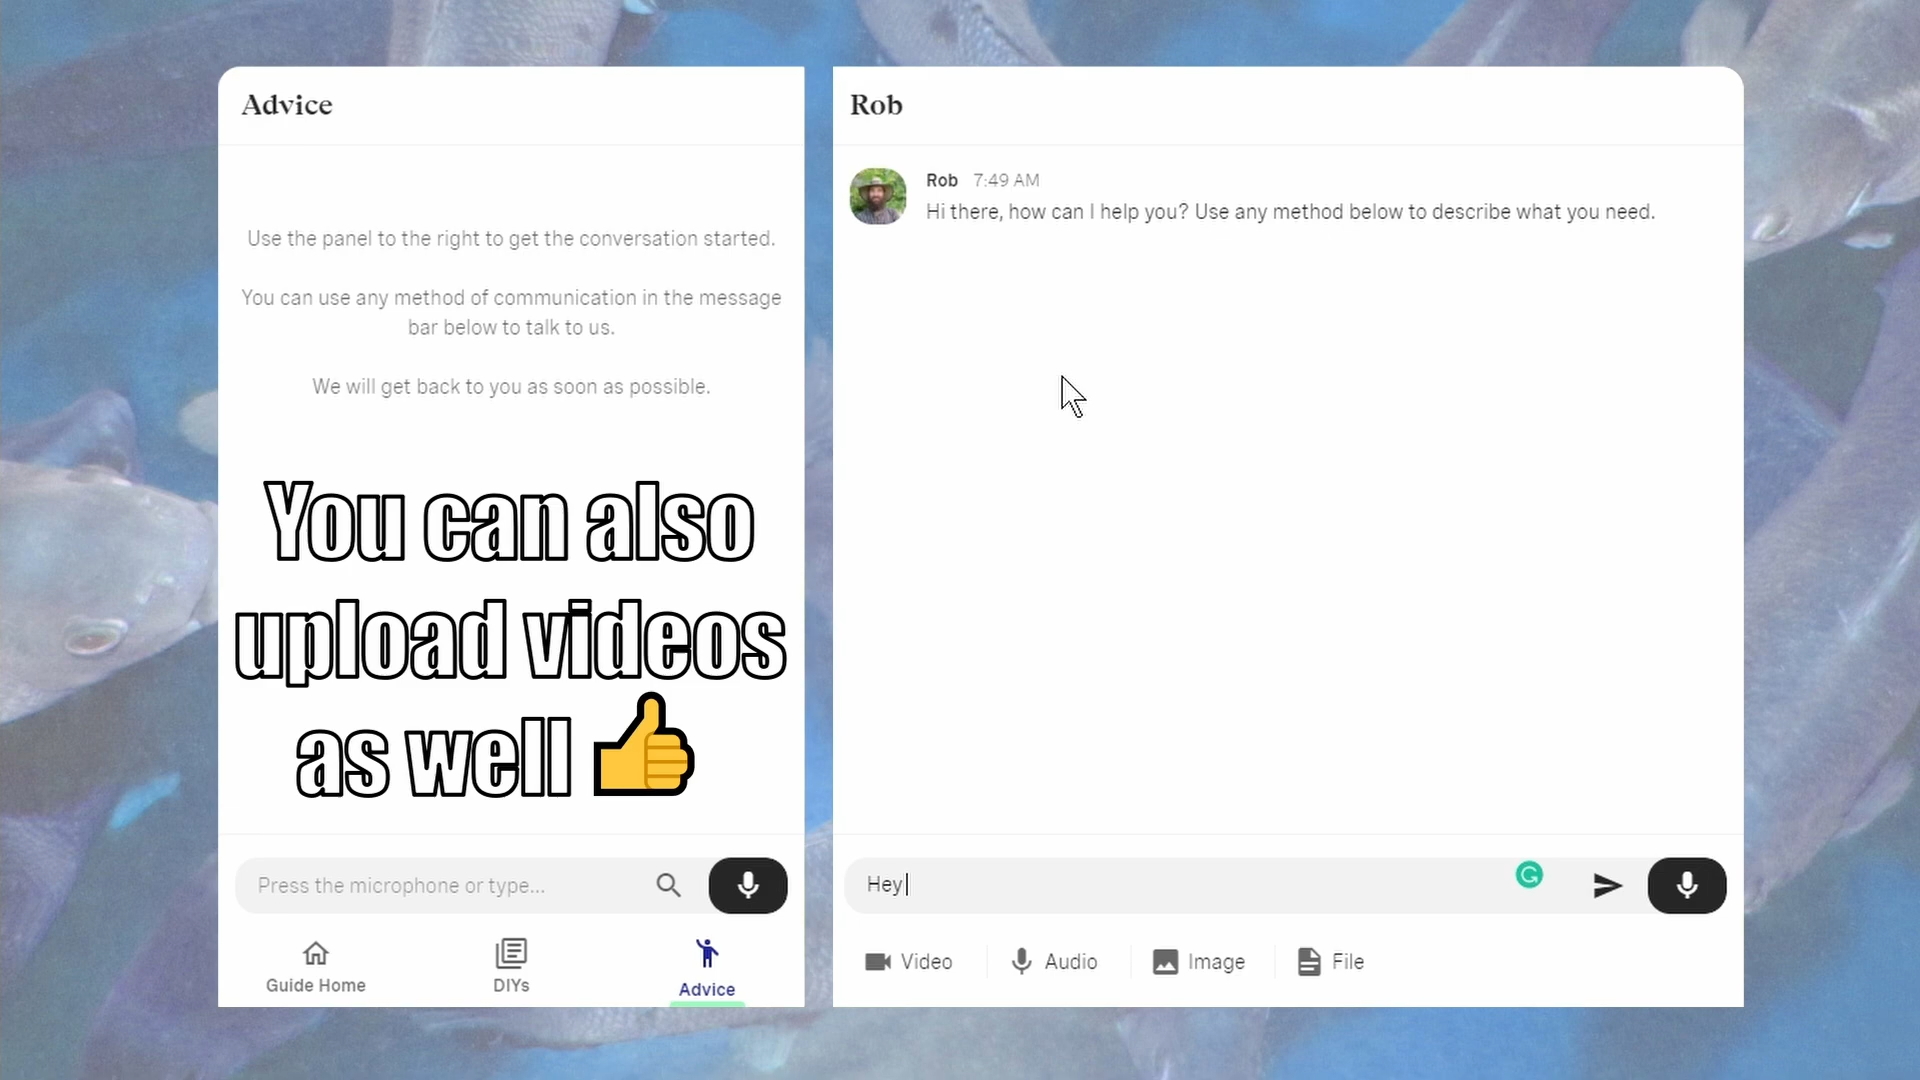 Advice
Use the panel to the right to get the conversation started.
You can use any method of communication in the message
bar below to talk to us.
We will get back to you as soon as possible.
You can also
upload videos
as well 👍
Press the microphone or type...
Guide Home
DIYs
Advice
Rob
Rob 7:49 AM
Hi there, how can I help you? Use any method below to describe what you need.
Hey
Video
Audio
Image
File